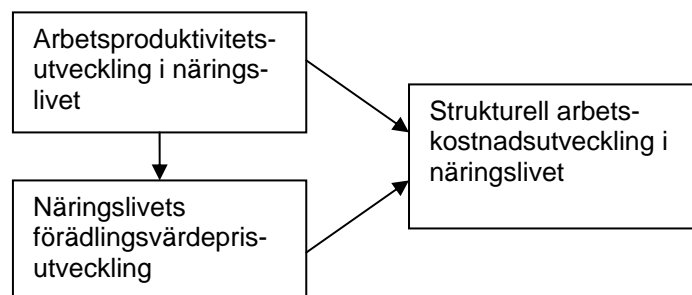 Arbetsproduktivitets-
utveckling i närings-
livet
Näringslivets
förädlingsvärdepris-
utveckling
Strukturell arbets-
kostnadsutveckling i
näringslivet